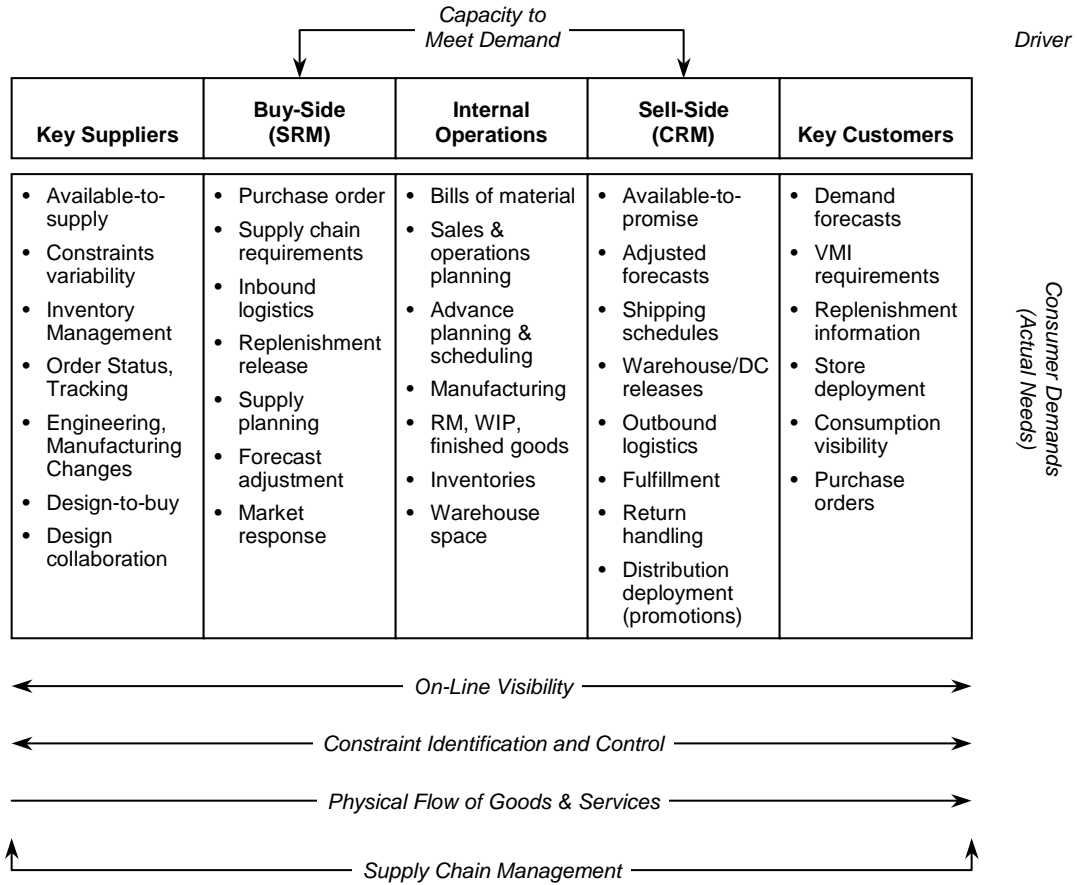 Capacity to
Meet Demand
Driver
Key Suppliers
Buy-Side
(SRM)
Internal
Operations
Sell-Side
(CRM)
Key Customers
• Available-to-
supply
• Constraints
variability
• Inventory
Management
• Order Status,
Tracking
• Engineering,
Manufacturing
Changes
• Design-to-buy
• Design
collaboration
• Purchase order
• Supply chain
requirements
• Inbound
logistics
• Replenishment
release
• Supply
planning
• Forecast
adjustment
• Market
response
• Bills of material
• Sales &
operations
planning
• Advance
planning &
scheduling
• Manufacturing
• RM, WIP,
finished goods
• Inventories
• Warehouse
space
• Available-to-
promise
• Adjusted
forecasts
• Shipping
schedules
• Warehouse/DC
releases
• Outbound
logistics
• Fulfillment
• Return
handling
• Distribution
deployment
(promotions)
• Demand
forecasts
• VMI
requirements
• Replenishment
information
• Store
deployment
• Consumption
visibility
• Purchase
orders
Consumer Demands
(Actual Needs)
On-Line Visibility
Constraint Identification and Control
Physical Flow of Goods & Services
Supply Chain Management